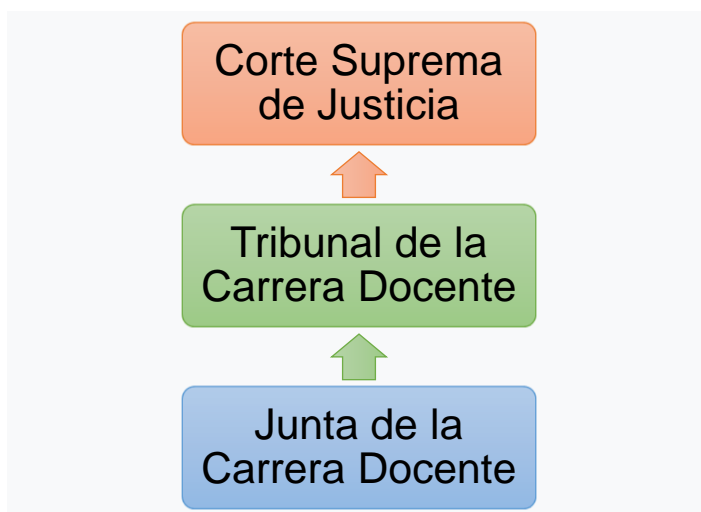 Corte Suprema
de Justicia
Tribunal de la
Carrera Docente
Junta de la
Carrera Docente